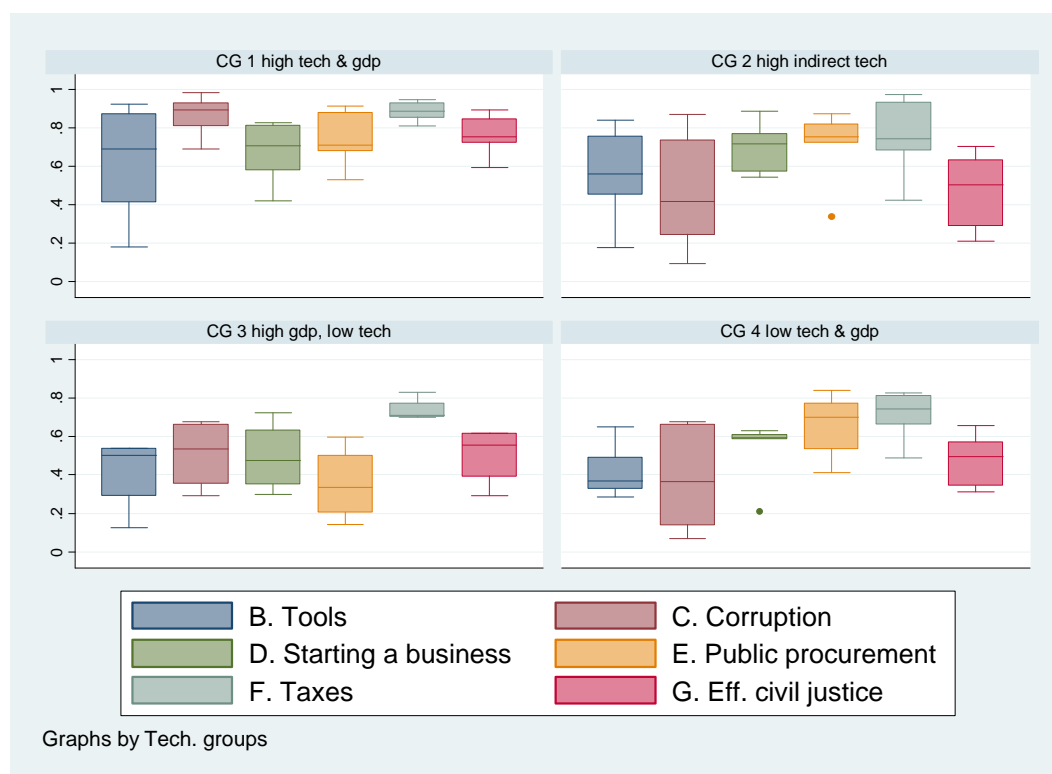 CG 1 high tech & gdp
CG 2 high indirect tech
1
.8
.6
.4
.2
0
CG 3 high gdp, low tech
CG 4 low tech & gdp
1
.8
.6
.4
.2
0
B. Tools
C. Corruption
D. Starting a business
E. Public procurement
F. Taxes
G. Eff. civil justice
Graphs by Tech. groups